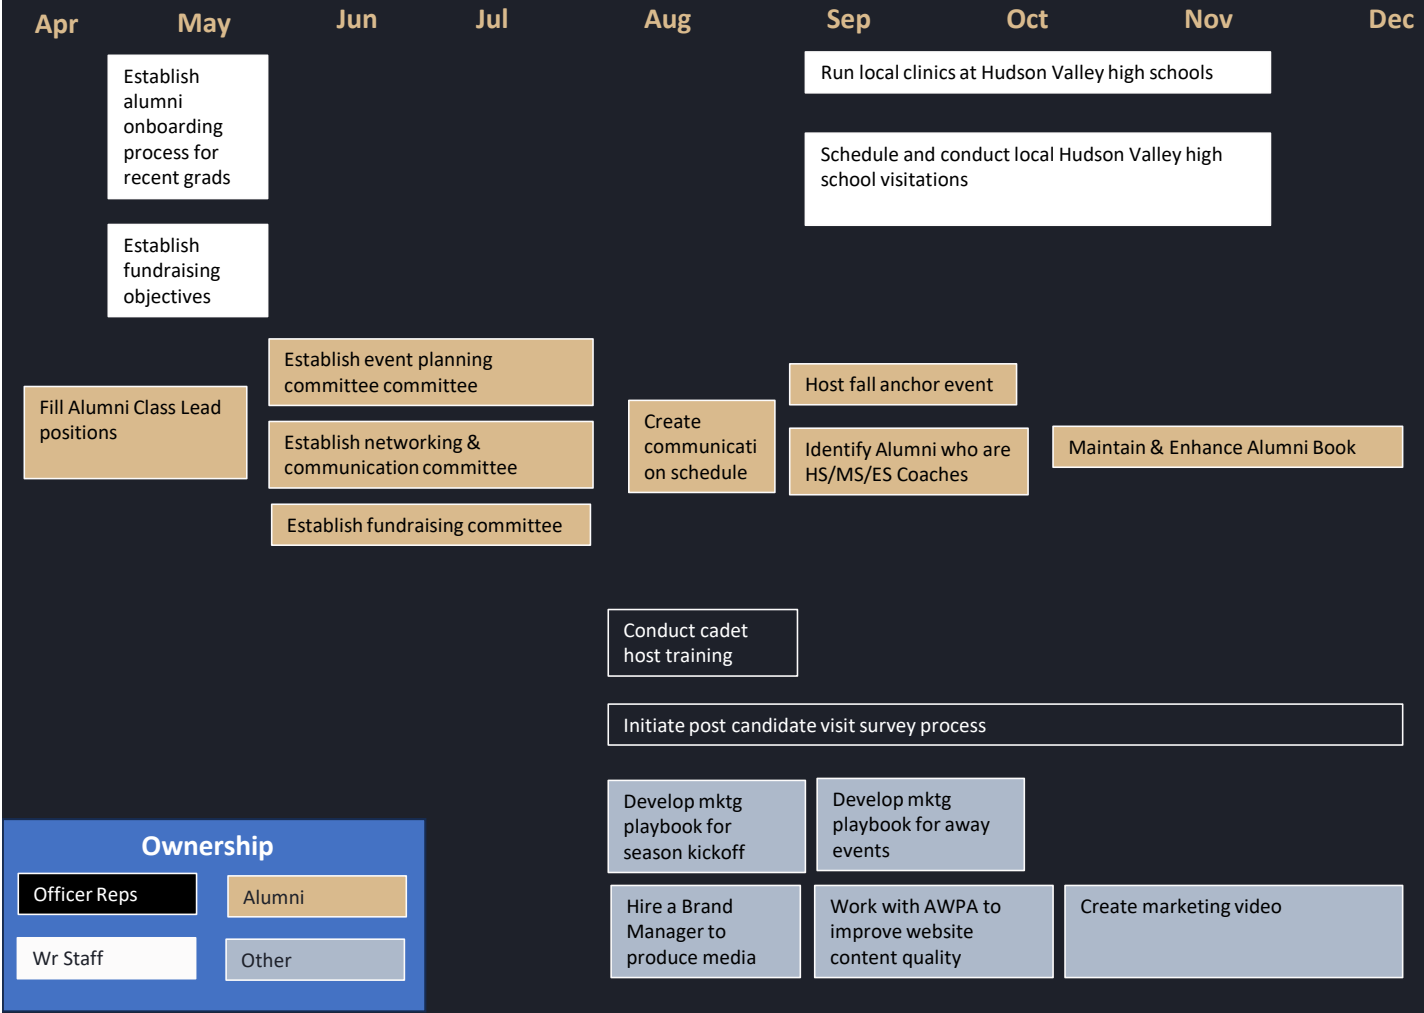 Apr May Jun Jul Aug Sep Oct Nov Dec
Establish
alumni
onboarding
process for
recent grads
Run local clinics at Hudson Valley high schools
Schedule and conduct local Hudson Valley high
school visitations
Establish
fundraising
objectives
Fill Alumni Class Lead
positions
Establish event planning
committee committee
Establish networking &
communication committee
Establish fundraising committee
Create
communicati
on schedule
Host fall anchor event
Identify Alumni who are
HS/MS/ES Coaches
Maintain & Enhance Alumni Book
Conduct cadet
host training
Initiate post candidate visit survey process
Develop mktg
playbook for
season kickoff
Develop mktg
playbook for away
events
Hire a Brand
Manager to
produce media
Work with AWPA to
improve website
content quality
Create marketing video
Ownership
Officer Reps
Alumni
Wr Staff
Other